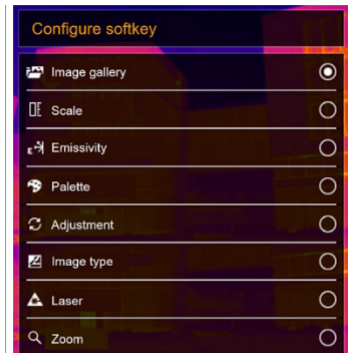 Configure softkey
Image gallery
Scale
Emissivity
Palette
Adjustment
Image type
Laser
Zoom